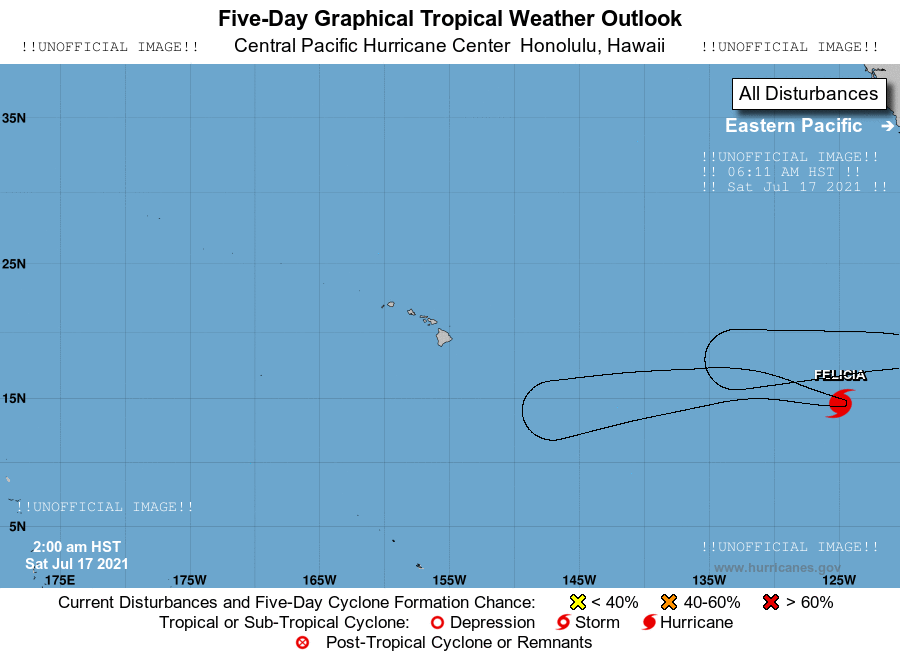 Five-Day Graphical Tropical Weather Outlook
!!UNOFFICIAL IMAGE!! Central Pacific Hurricane Center Honolulu, Hawaii !!UNOFFICIAL IMAGE!!
All Disturbances
35N
Eastern Pacific →
!!UNOFFICIAL IMAGE!!
!! 06:11 AM HST !!
!! Sat Jul 17 2021 !!
25N
FELICIA
15N
!!UNOFFICIAL IMAGE!!
5N
2:00 am HST
Sat Jul 17 2021
!!UNOFFICIAL IMAGE!!
www.hurricanes.gov
175E 175W 165W 155W 145W 135W 125W
Current Disturbances and Five-Day Cyclone Formation Chance: < 40% 40-60% > 60%
Tropical or Sub-Tropical Cyclone: Depression Storm Hurricane
Post-Tropical Cyclone or Remnants